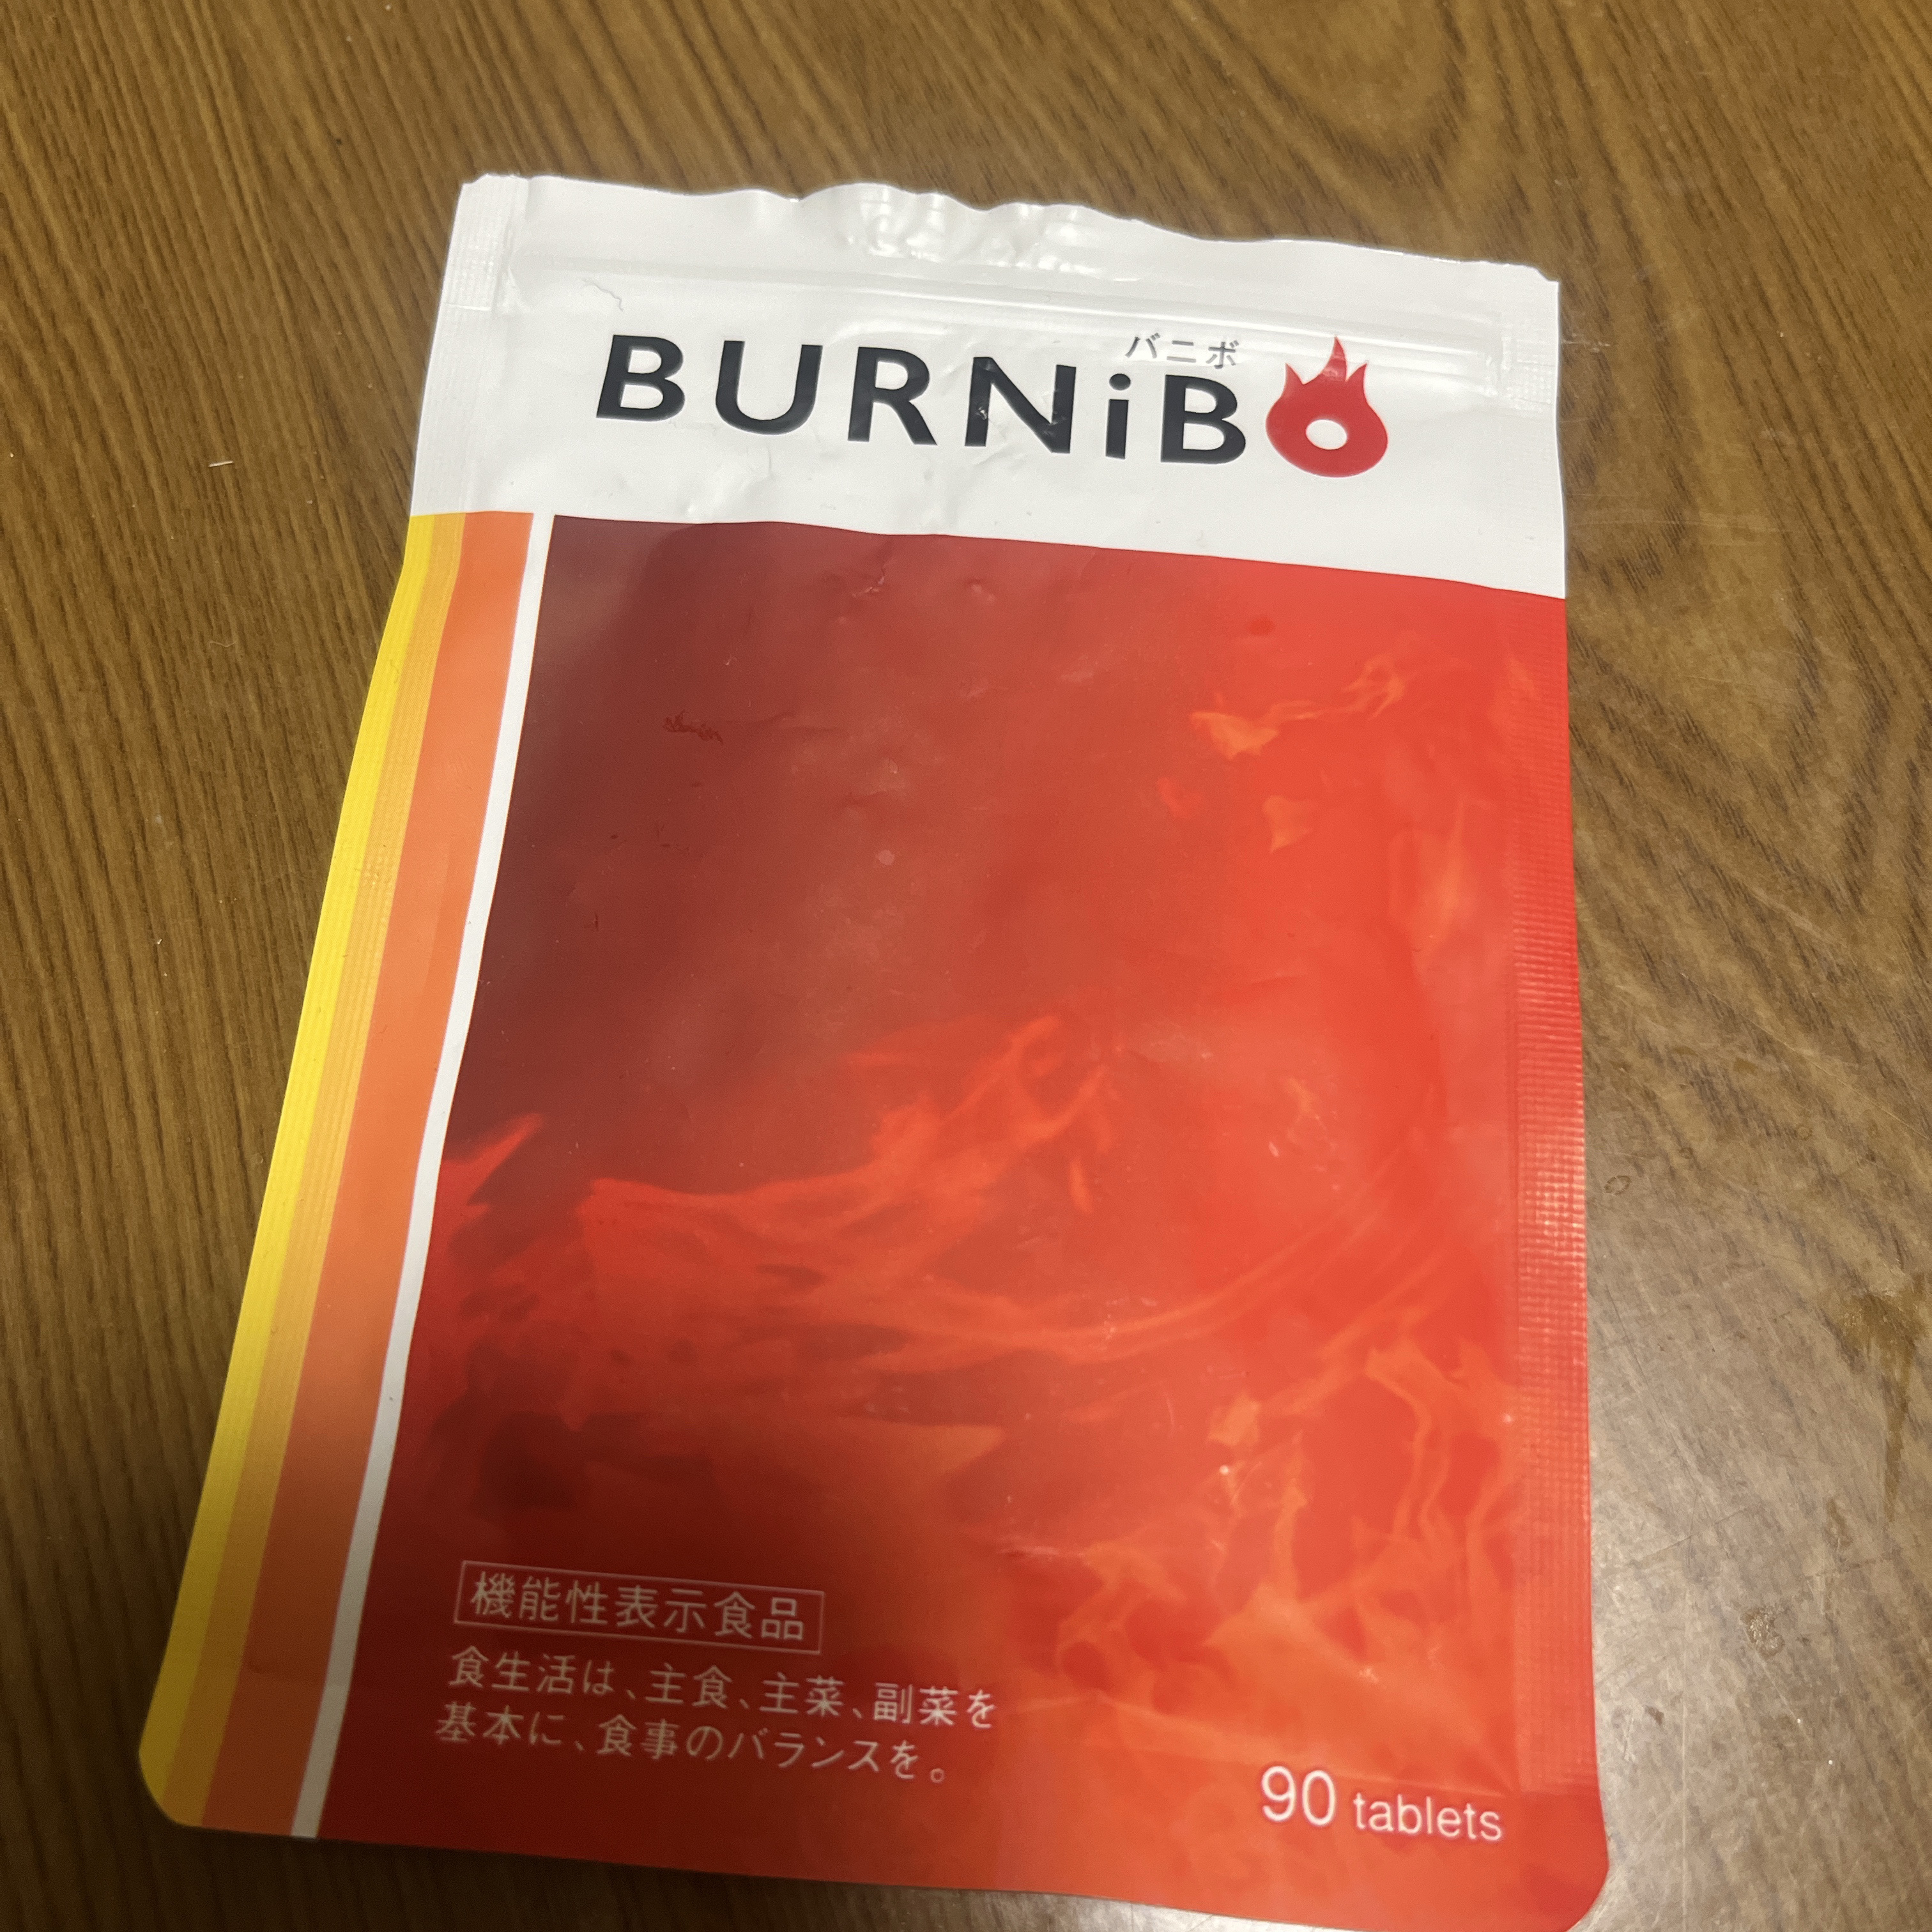 バニボ
BURNiBO
機能性表示食品
食生活は、主食、主菜、副菜を
基本に、食事のバランスを。
90 tablets